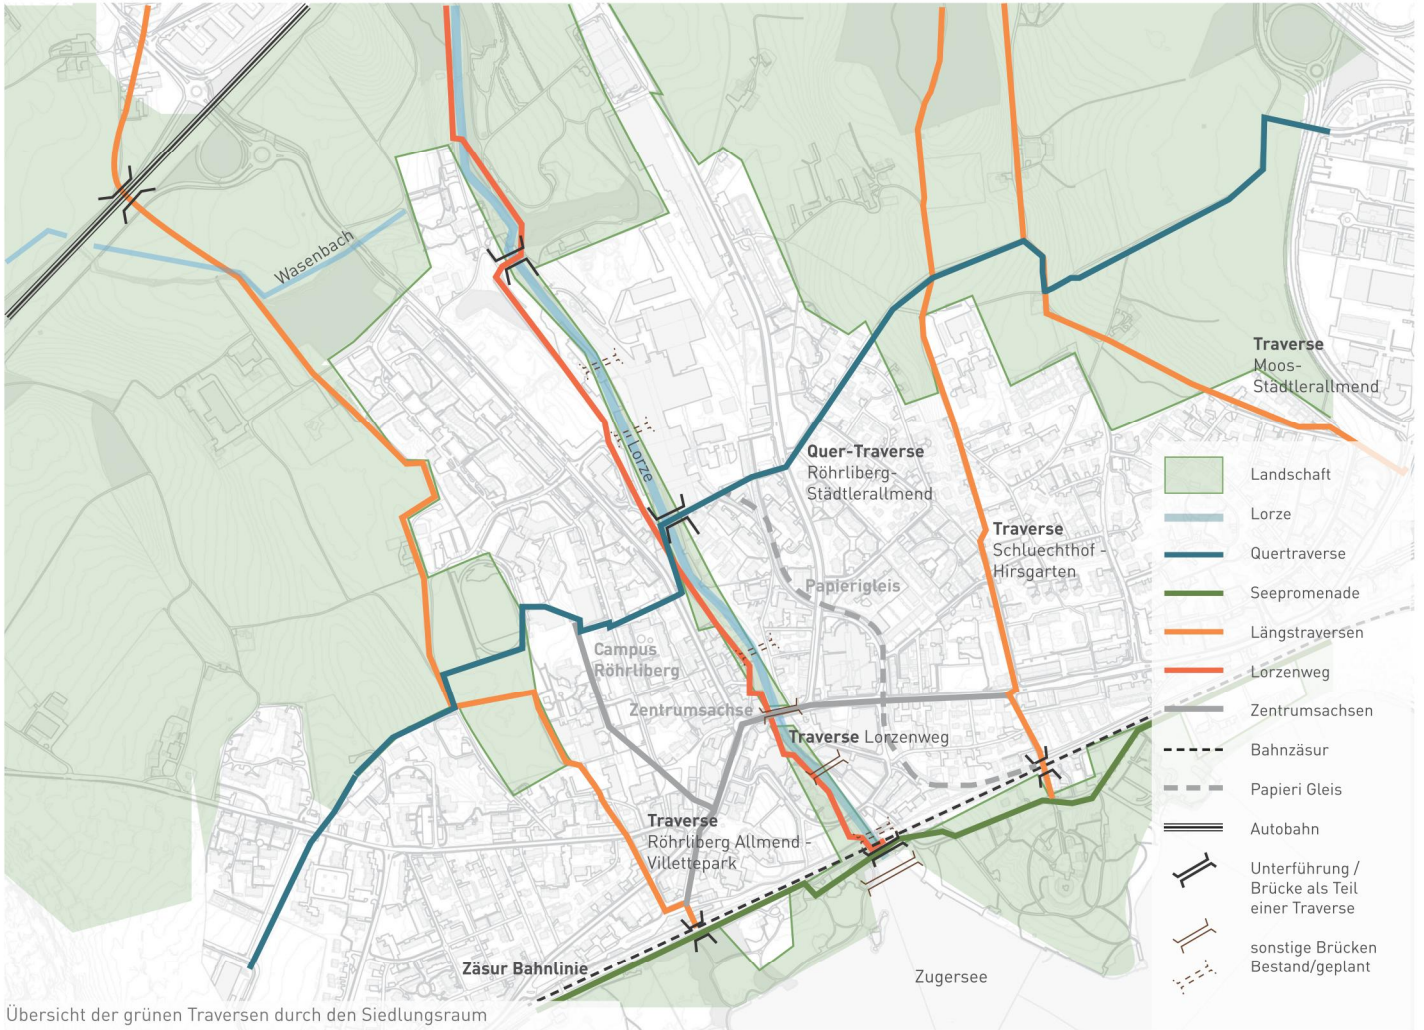 Wasenbach
Lorze
Traverse
Moos-
Städtlerallmend
Quer-Traverse
Röhrliberg-
Städtlerallmend
Traverse
Schluechthof -
Hirsgarten
Papierigleis
Campus
Röhrliberg
Zentrumsachse
Traverse Lorzenweg
Traverse
Röhrliberg Allmend -
Villettepark
Zäsur Bahnlinie
Zugersee
Landschaft
Lorze
Quertraverse
Seepromenade
Längstraversen
Lorzenweg
Zentrumsachsen
Bahnzäsur
Papieri Gleis
Autobahn
Unterführung /
Brücke als Teil
einer Traverse
sonstige Brücken
Bestand/geplant
Übersicht der grünen Traversen durch den Siedlungsraum